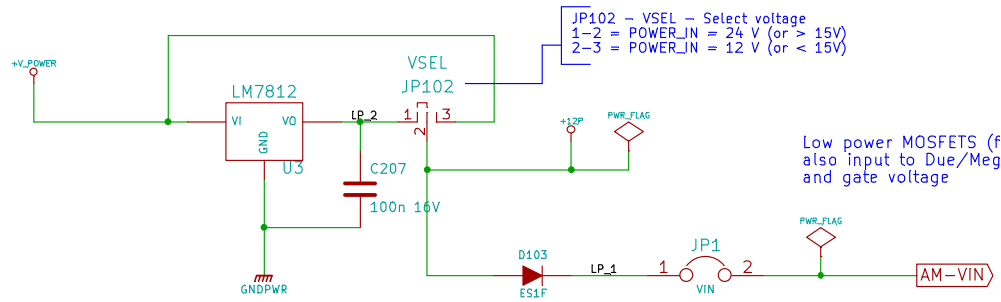 JP102 - VSEL - Select voltage
1-2 = POWER_IN = 24 V (or > 15V)
2-3 = POWER_IN = 12 V (or < 15V)
+V_POWER
VSEL
JP102
LM7812
VI
VO
GND
U3
LP_2
1
3
2
+12P
PWR_FLAG
Low power MOSFETS (f
also input to Due/Meg
and gate voltage
C207
100n 16V
GNDPWR
D103
ES1F
LP_1
JP1
1
2
VIN
PWR_FLAG
AM-VIN